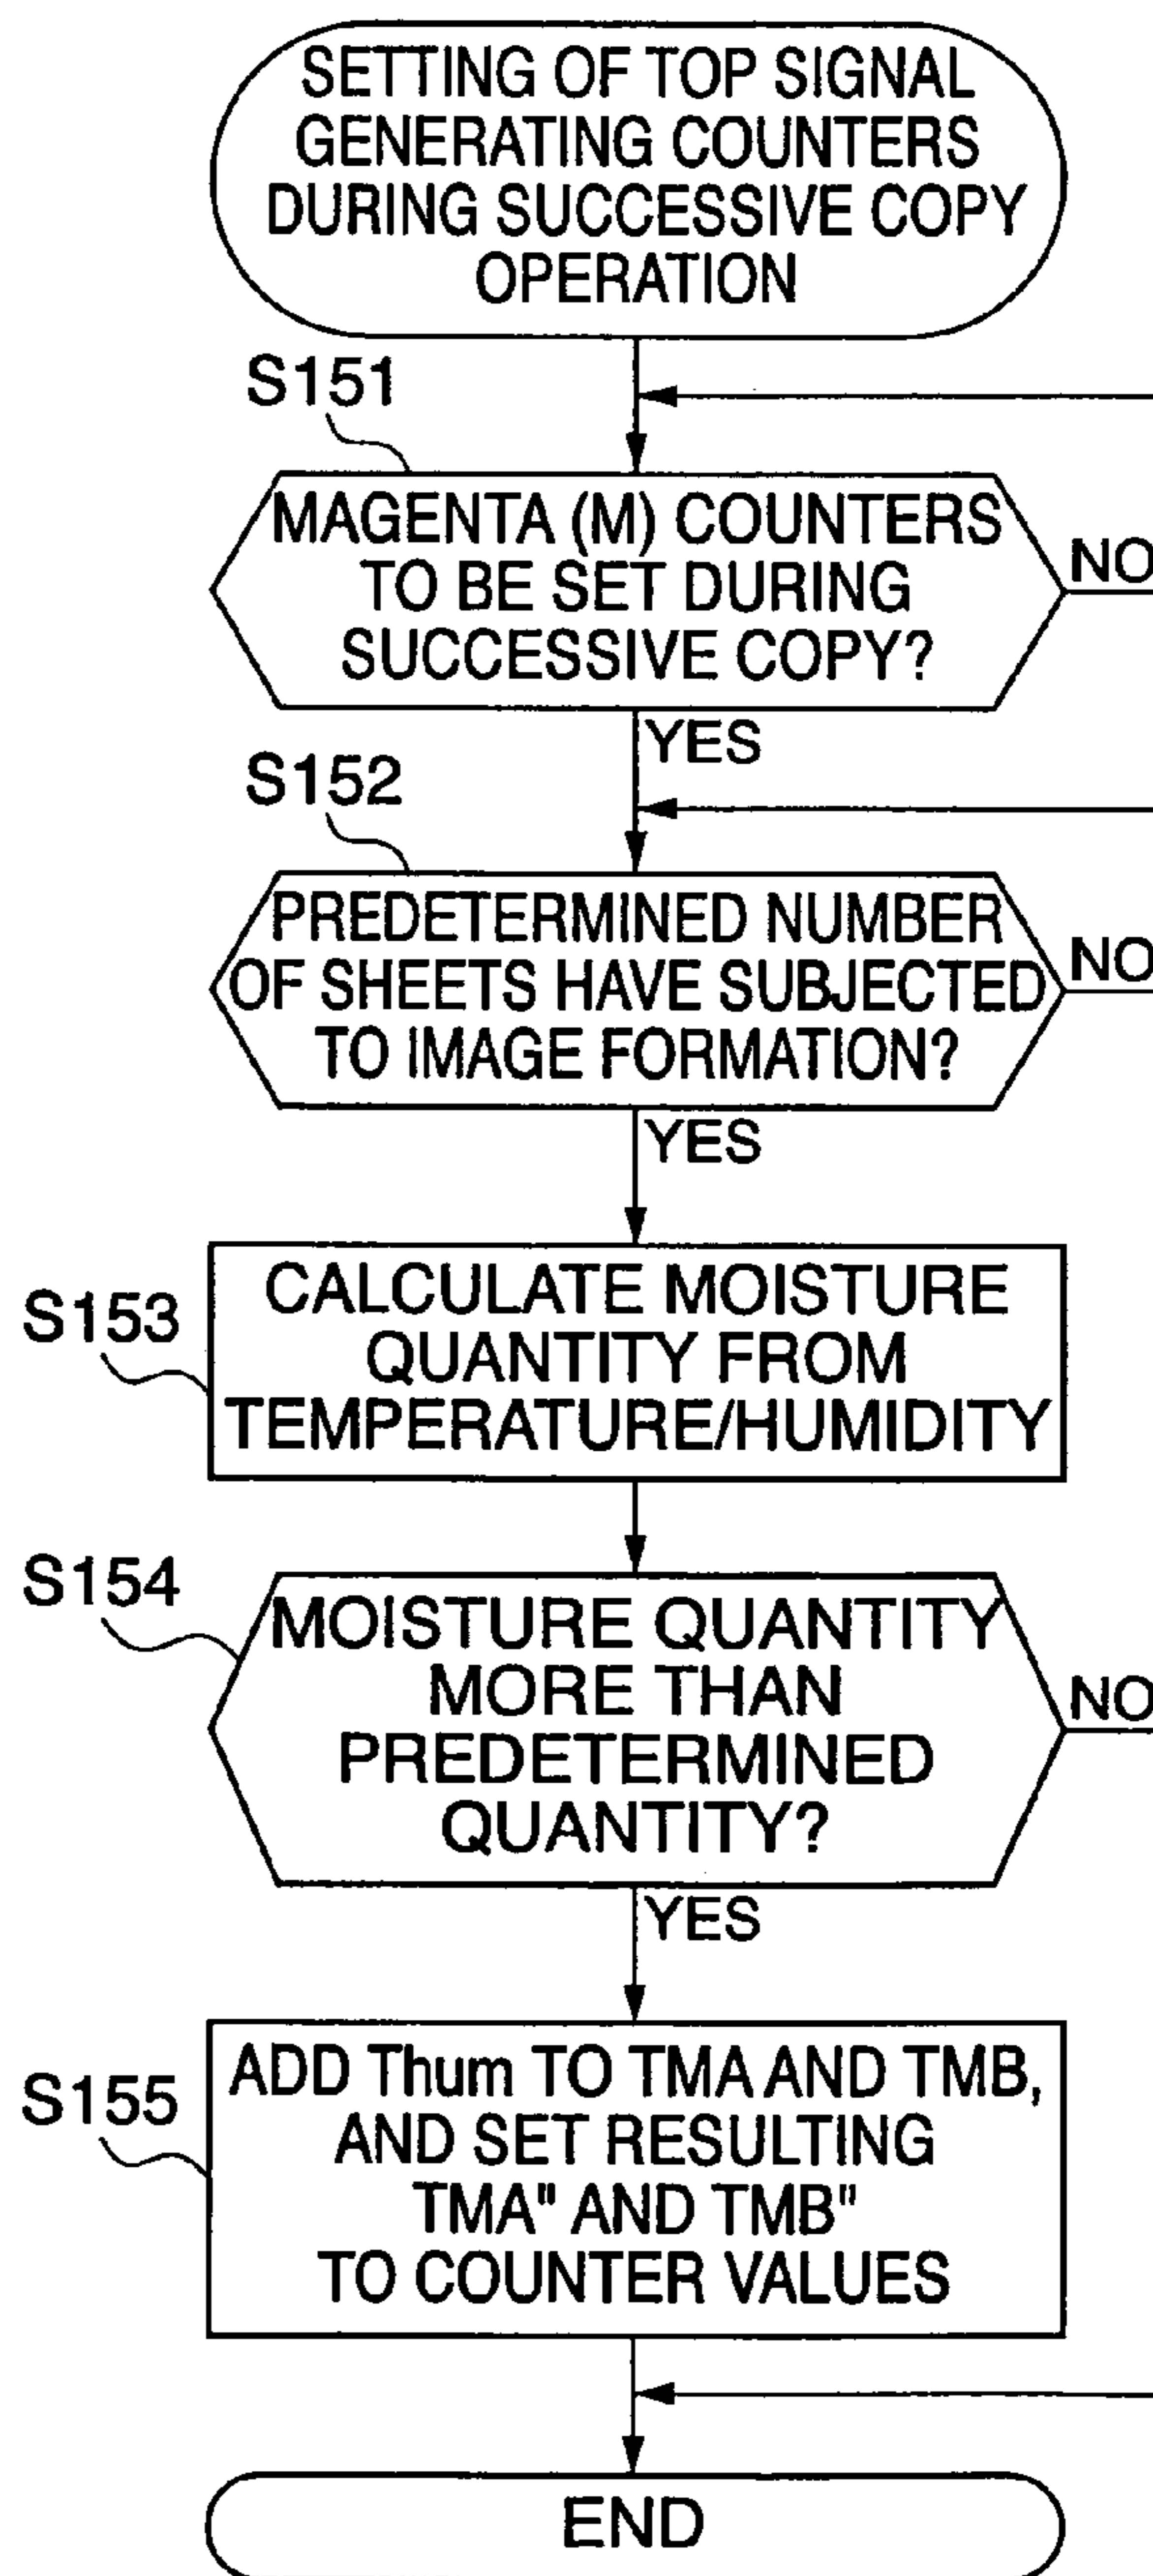 SETTING OF TOP SIGNAL
GENERATING COUNTERS
DURING SUCCESSIVE COPY
OPERATION
S151
MAGENTA (M) COUNTERS
TO BE SET DURING
SUCCESSIVE COPY?
NO
YES
S152
PREDETERMINED NUMBER
OF SHEETS HAVE SUBJECTED
TO IMAGE FORMATION?
NO
YES
S153
CALCULATE MOISTURE
QUANTITY FROM
TEMPERATURE/HUMIDITY
S154
MOISTURE QUANTITY
MORE THAN
PREDETERMINED
QUANTITY?
NO
YES
S155
ADD Thum TO TMA AND TMB,
AND SET RESULTING
TMA" AND TMB"
TO COUNTER VALUES
END